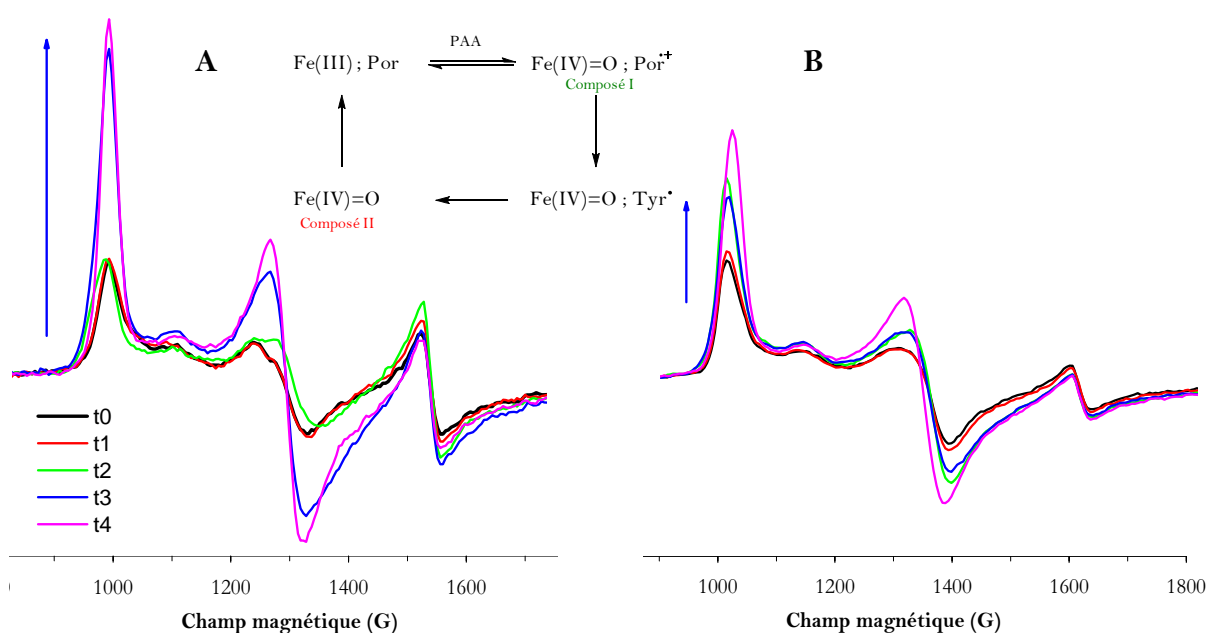 A
PAA
B
Fe(III) ; Por
Fe(IV)=O ; Por•+
Composé I
Fe(IV)=O
Fe(IV)=O ; Tyr•
Composé II
t0
t1
t2
t3
t4
1000 1200 1400 1600
1000 1200 1400 1600 1800
Champ magnétique (G)
Champ magnétique (G)